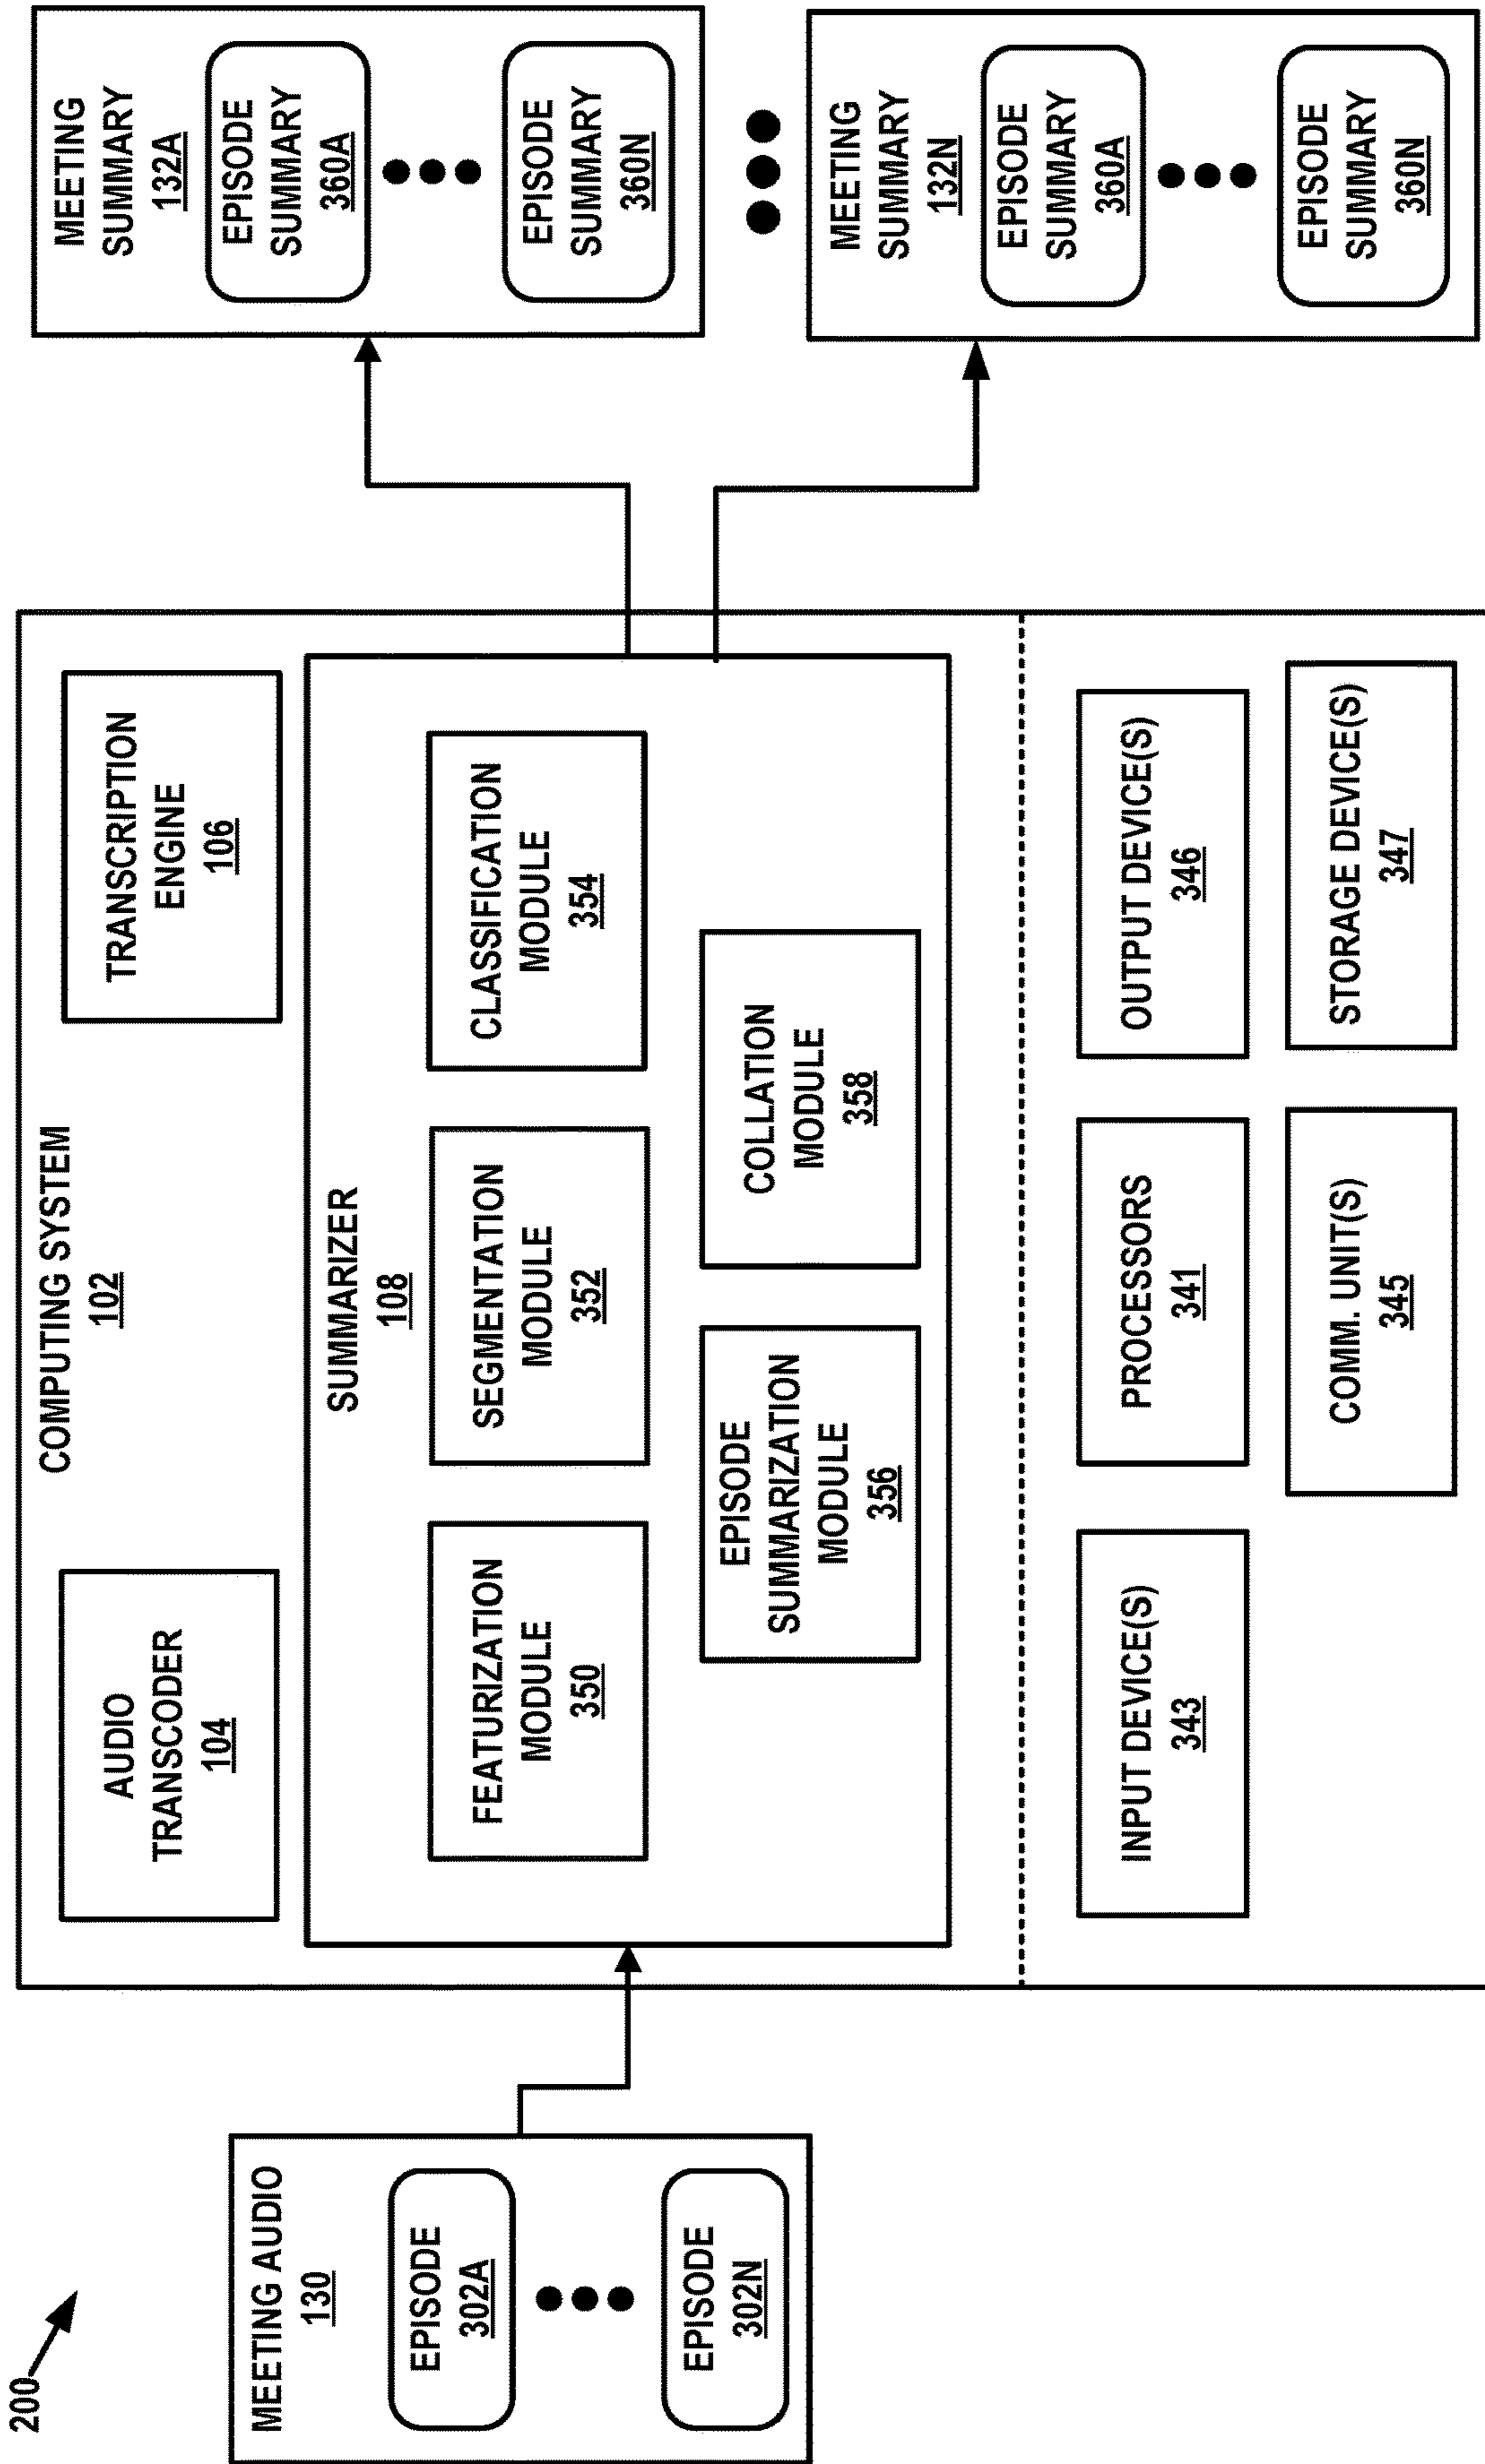 200
MEETING AUDIO
130
EPISODE
302A
EPISODE
302N
COMPUTING SYSTEM
102
AUDIO
TRANSCODER
104
TRANSCRIPTION
ENGINE
106
SUMMARIZER
108
FEATURIZATION
MODULE
350
SEGMENTATION
MODULE
352
CLASSIFICATION
MODULE
354
EPISODE
SUMMARIZATION
MODULE
356
COLLATION
MODULE
358
INPUT DEVICE(S)
343
PROCESSORS
341
OUTPUT DEVICE(S)
346
COMM. UNIT(S)
345
STORAGE DEVICE(S)
347
MEETING
SUMMARY
132A
EPISODE
SUMMARY
360A
EPISODE
SUMMARY
360N
MEETING
SUMMARY
132N
EPISODE
SUMMARY
360A
EPISODE
SUMMARY
360N